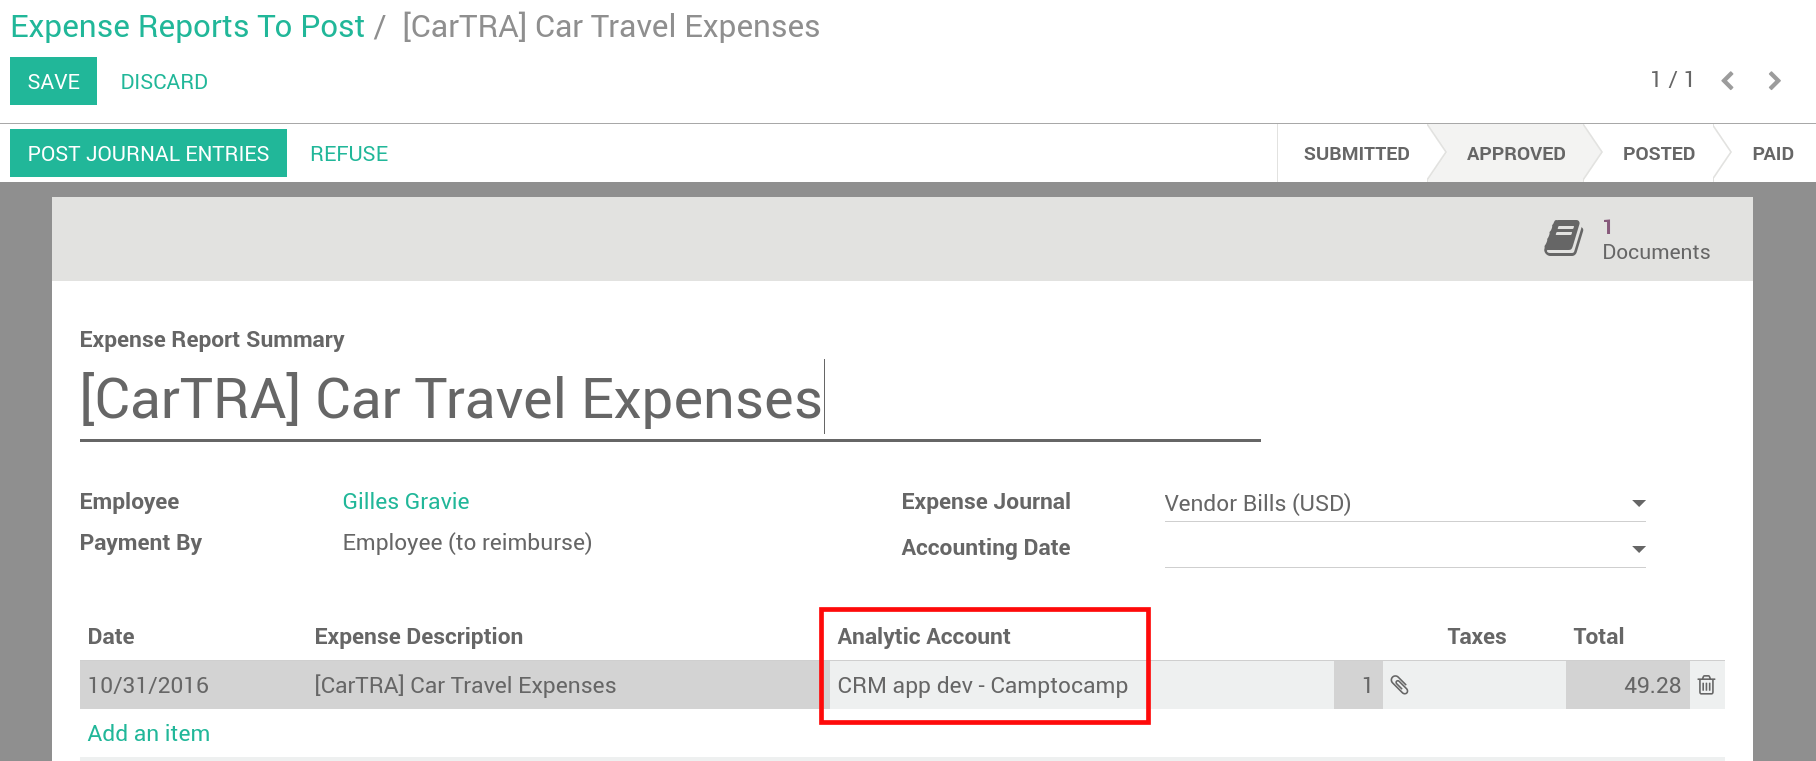 Expense Reports To Post / [CarTRA] Car Travel Expenses
SAVE DISCARD 1 / 1
POST JOURNAL ENTRIES REFUSE SUBMITTED APPROVED POSTED PAID
1
Documents
Expense Report Summary
[CarTRA] Car Travel Expenses
Employee Gilles Gravie Expense Journal Vendor Bills (USD)
Payment By Employee (to reimburse) Accounting Date
Date Expense Description Analytic Account Taxes Total
10/31/2016 [CarTRA] Car Travel Expenses CRM app dev - Camptocamp 1 49.28
Add an item